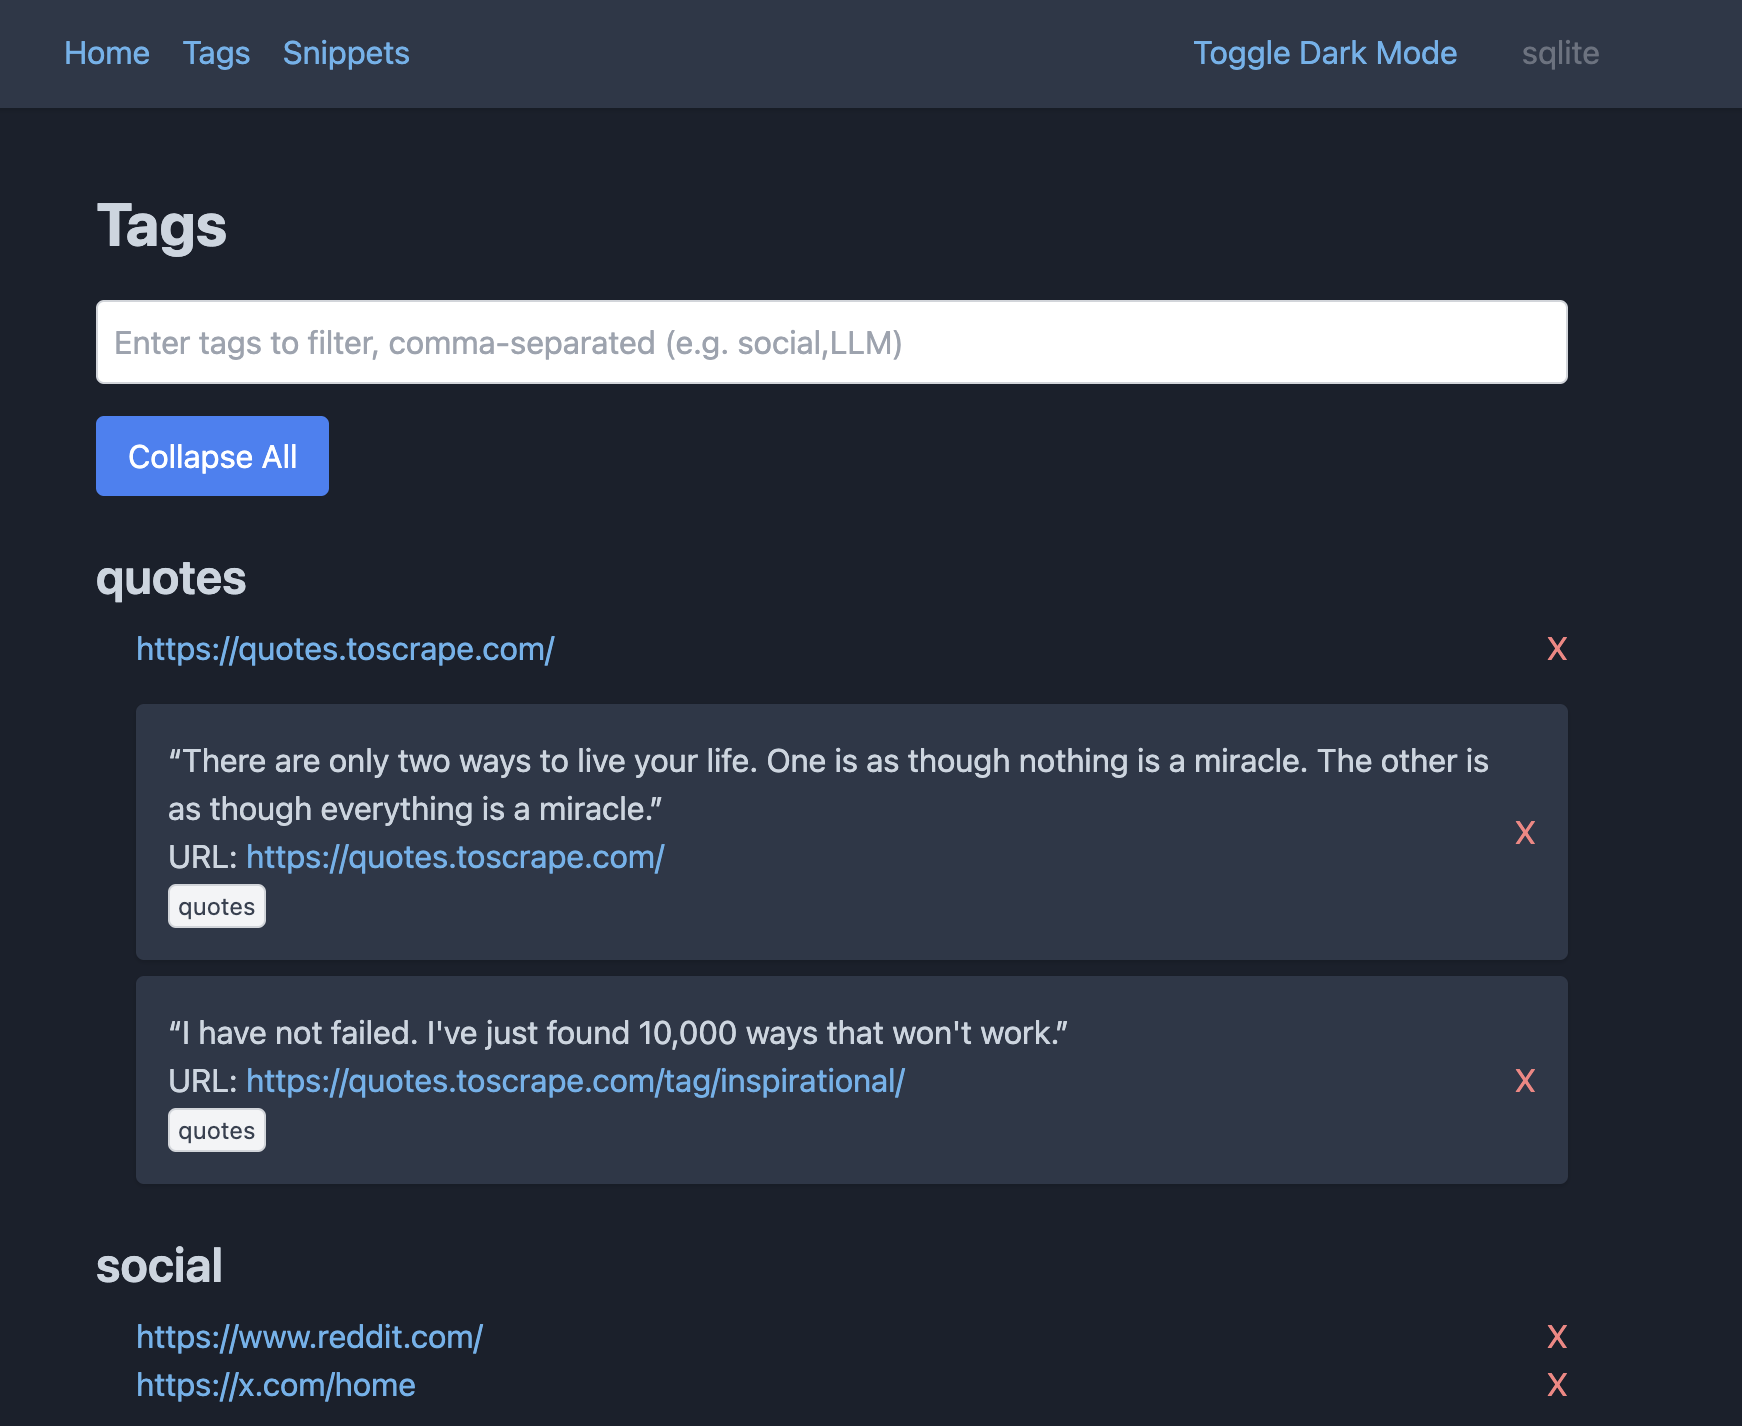 Home Tags Snippets Toggle Dark Mode sqlite
Tags
Enter tags to filter, comma-separated (e.g. social,LLM)
Collapse All
quotes
https://quotes.toscrape.com/ X
“There are only two ways to live your life. One is as though nothing is a miracle. The other is
as though everything is a miracle.”
X
URL: https://quotes.toscrape.com/
quotes
“I have not failed. I've just found 10,000 ways that won't work.”
URL: https://quotes.toscrape.com/tag/inspirational/ X
quotes
social
https://www.reddit.com/ X
https://x.com/home X